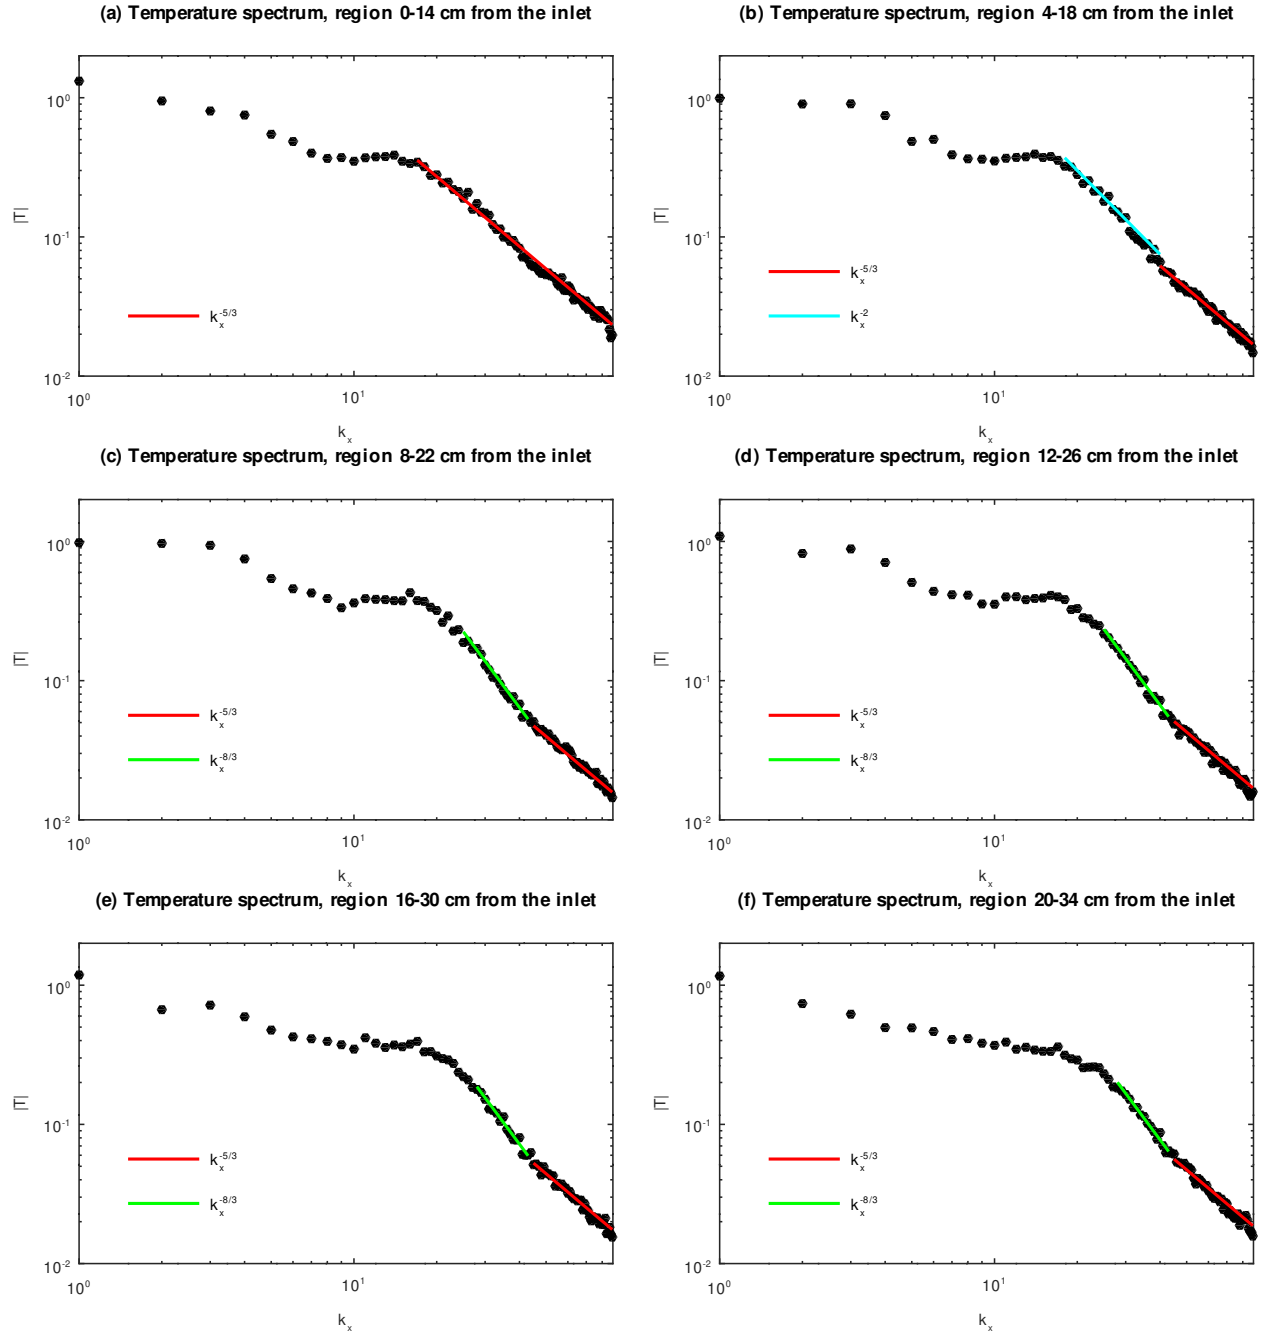 (a) Temperature spectrum, region 0-14 cm from the inlet
10^0
10^-1
10^-2
|T|
k_x^-5/3
10^0
10^1
k_x
(b) Temperature spectrum, region 4-18 cm from the inlet
10^0
10^-1
10^-2
|T|
k_x^-5/3
k_x^-2
10^0
10^1
k_x
(c) Temperature spectrum, region 8-22 cm from the inlet
10^0
10^-1
10^-2
|T|
k_x^-5/3
k_x^-8/3
10^0
10^1
k_x
(d) Temperature spectrum, region 12-26 cm from the inlet
10^0
10^-1
10^-2
|T|
k_x^-5/3
k_x^-8/3
10^0
10^1
k_x
(e) Temperature spectrum, region 16-30 cm from the inlet
10^0
10^-1
10^-2
|T|
k_x^-5/3
k_x^-8/3
10^0
10^1
k_x
(f) Temperature spectrum, region 20-34 cm from the inlet
10^0
10^-1
10^-2
|T|
k_x^-5/3
k_x^-8/3
10^0
10^1
k_x